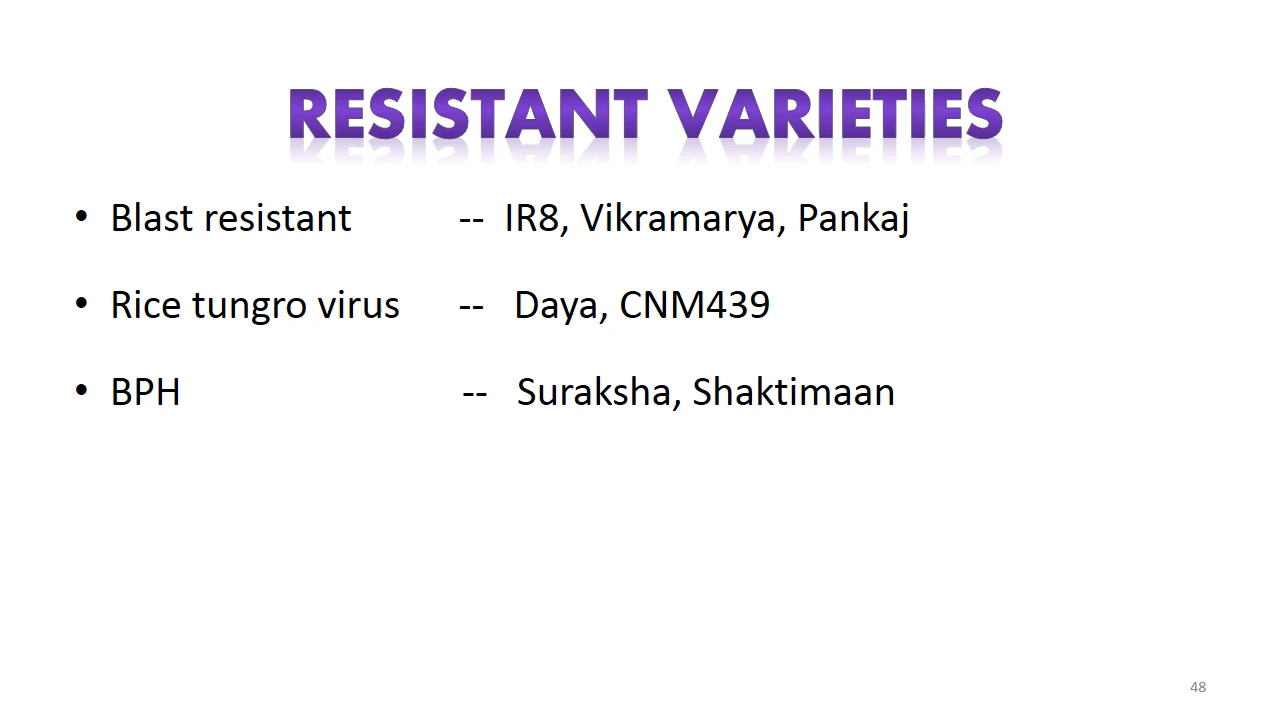 RESISTANT VARIETIES
• Blast resistant -- IR8, Vikramarya, Pankaj
• Rice tungro virus -- Daya, CNM439
• BPH -- Suraksha, Shaktimaan
48